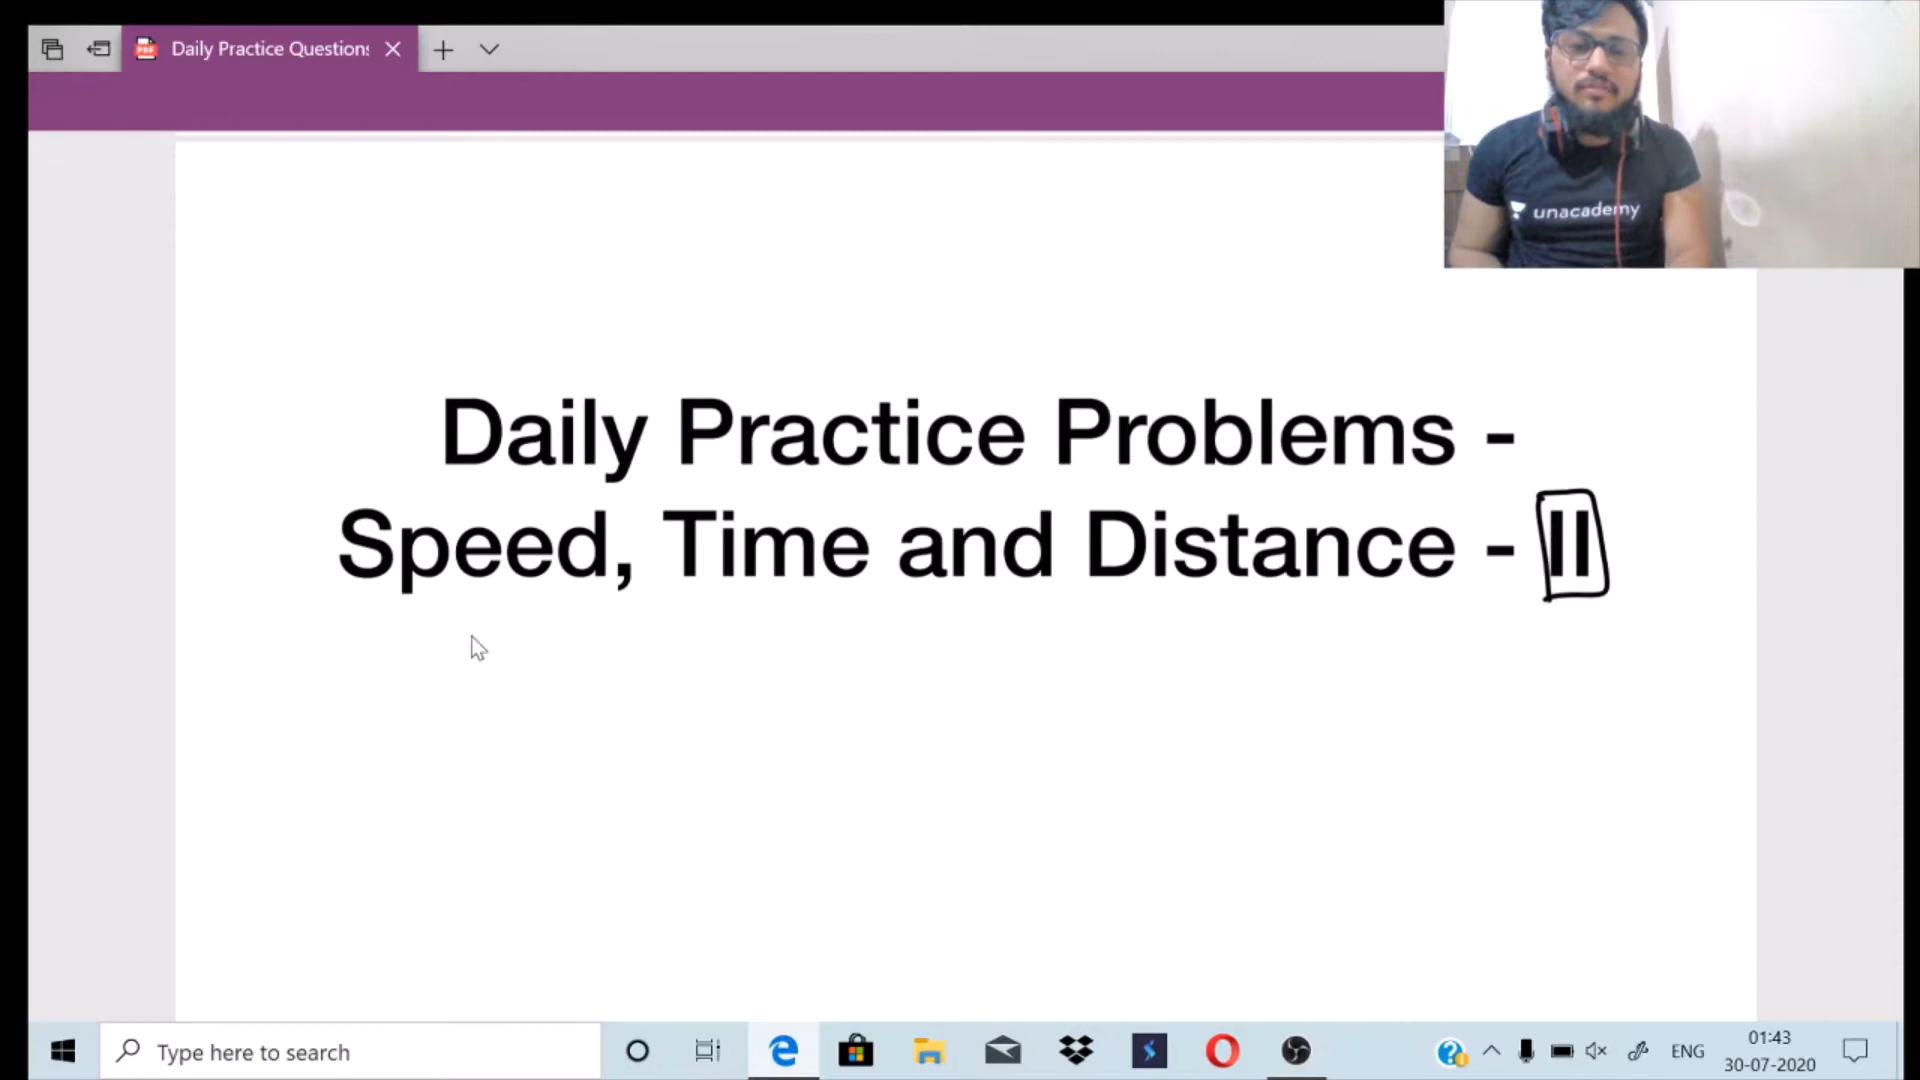 Daily Practice Questions
unacademy
Daily Practice Problems -
Speed, Time and Distance - II
Type here to search
ENG
01:43
30-07-2020